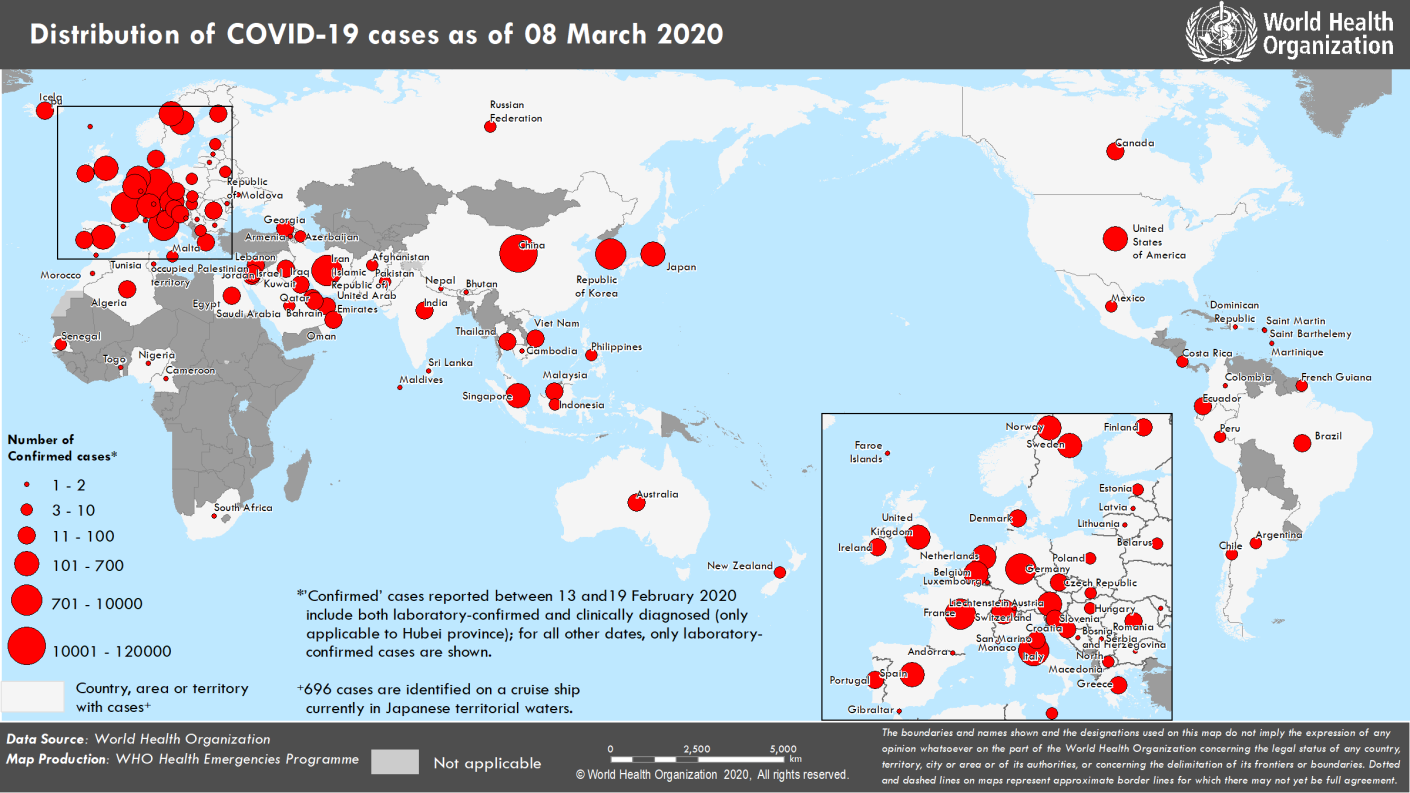 Distribution of COVID-19 cases as of 08 March 2020
World Health
Organization
Russian
Federation
Canada
Republic
of Moldova
Georgia
Armenia
Azerbaijan
China
United
States
of America
Malta
Lebanon
Iran
Islamic
Republic of
Afghanistan
Japan
Morocco
Tunisia
occupied Palestinian
territory
Jordan
Israel
Iraq
Kuwait
Pakistan
Nepal
Bhutan
Republic
of Korea
Algeria
Egypt
Qatar
United Arab
Emirates
Saudi Arabia
Bahrain
India
Mexico
Oman
Thailand
Viet Nam
Dominican
Republic
Saint Martin
Saint Barthelemy
Martinique
Senegal
Togo
Nigeria
Cameroon
Sri Lanka
Cambodia
Philippines
Costa Rica
Maldives
Malaysia
Colombia
French Guiana
Singapore
Indonesia
Ecuador
Peru
Brazil
South Africa
Australia
New Zealand
Chile
Argentina
Norway
Finland
Sweden
Faroe
Islands
Estonia
Latvia
Lithuania
United
Kingdom
Denmark
Ireland
Belarus
Netherlands
Poland
Belgium
Germany
Luxembourg
Czech Republic
Liechtenstein
Austria
Hungary
France
Switzerland
Slovenia
Croatia
Romania
San Marino
Bosnia
and Herzegovina
Serbia
Monaco
Italy
Andorra
North
Macedonia
Portugal
Spain
Greece
Gibraltar
Number of
Confirmed cases*
1 - 2
3 - 10
11 - 100
101 - 700
701 - 10000
10001 - 120000
Country, area or territory
with cases⁺
*'Confirmed' cases reported between 13 and19 February 2020
include both laboratory-confirmed and clinically diagnosed (only
applicable to Hubei province); for all other dates, only laboratory-
confirmed cases are shown.
⁺696 cases are identified on a cruise ship
currently in Japanese territorial waters.
Data Source: World Health Organization
Map Production: WHO Health Emergencies Programme
Not applicable
0 2,500 5,000
km
© World Health Organization 2020, All rights reserved.
The boundaries and names shown and the designations used on this map do not imply the expression of any
opinion whatsoever on the part of the World Health Organization concerning the legal status of any country,
territory, city or area or of its authorities, or concerning the delimitation of its frontiers or boundaries. Dotted
and dashed lines on maps represent approximate border lines for which there may not yet be full agreement.